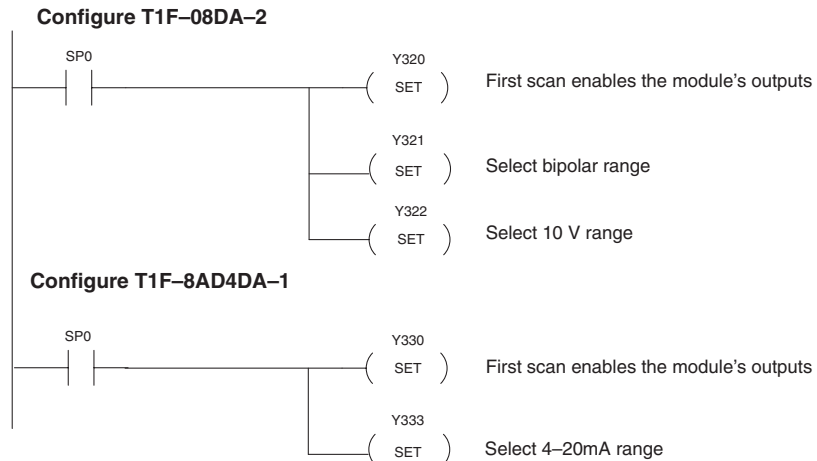 Configure T1F–08DA–2
SP0
Y320
SET
First scan enables the module's outputs
Y321
SET
Select bipolar range
Y322
SET
Select 10 V range
Configure T1F–8AD4DA–1
SP0
Y330
SET
First scan enables the module's outputs
Y333
SET
Select 4–20mA range